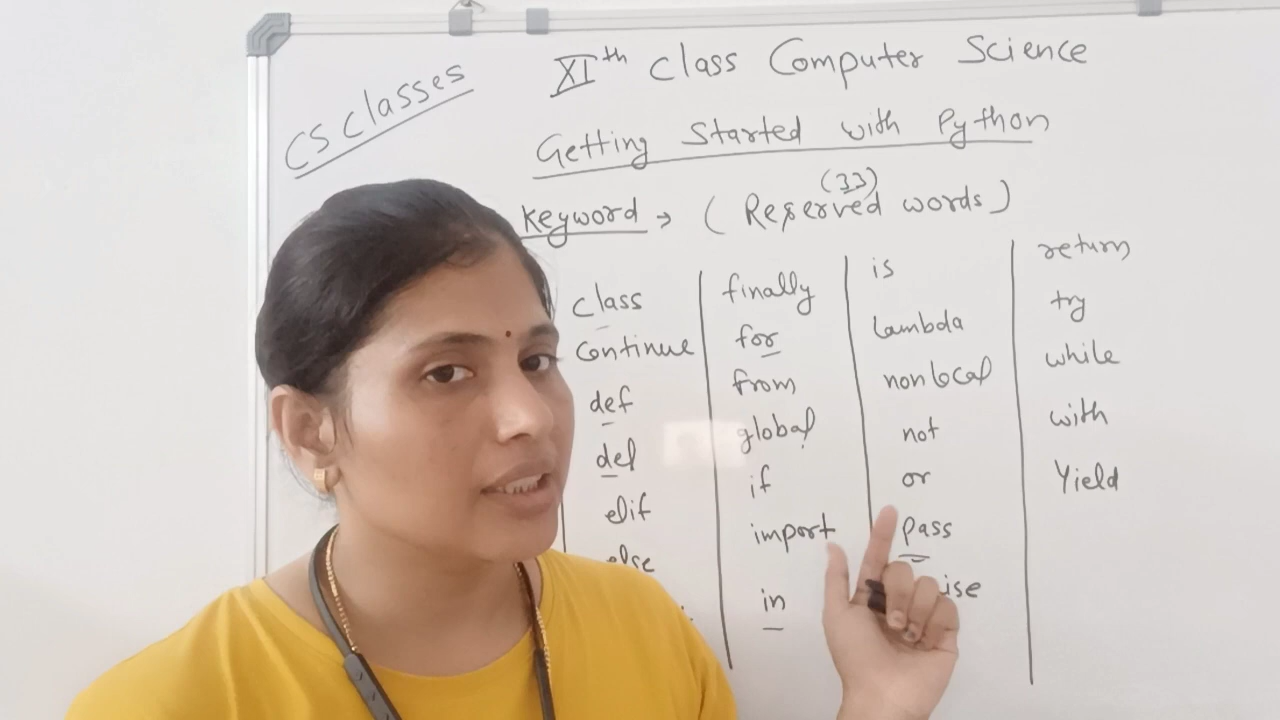 CS Classes
XIth Class Computer Science
Getting Started with Python
(33)
Keyword → (Reserved words)
class
continue
def
del
elif
else
finally
for
from
global
if
import
in
is
lambda
nonlocal
not
or
pass
ise
return
try
while
with
Yield